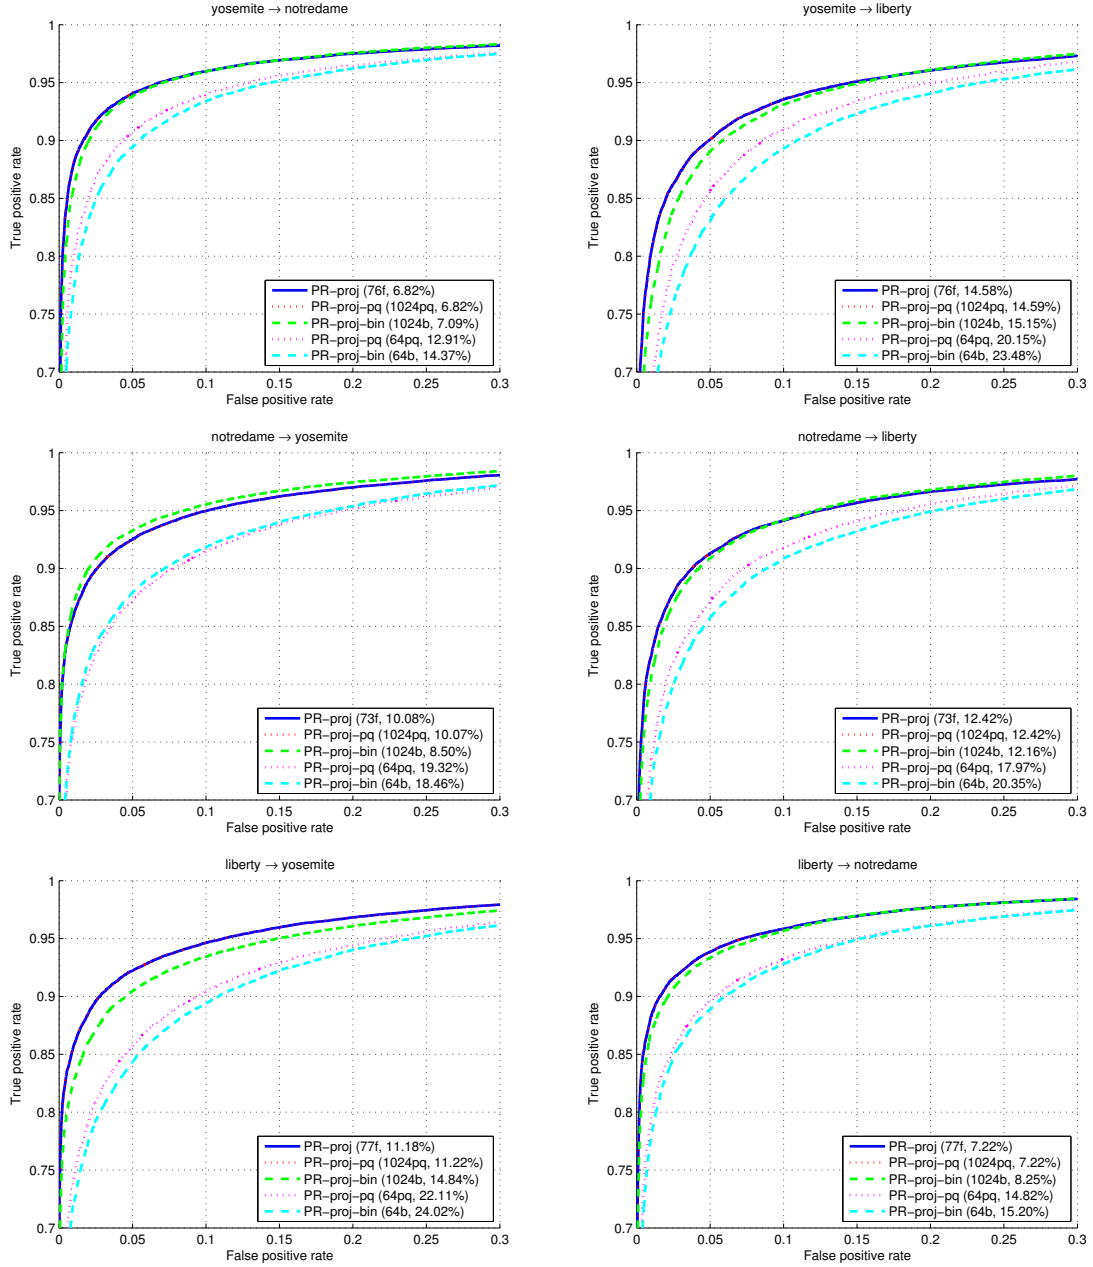 yosemite → notredame
1
0.95
0.9
0.85
0.8
0.75
0.7
True positive rate
PR−proj (76f, 6.82%)
PR−proj−pq (1024pq, 6.82%)
PR−proj−bin (1024b, 7.09%)
PR−proj−pq (64pq, 12.91%)
PR−proj−bin (64b, 14.37%)
0 0.05 0.1 0.15 0.2 0.25 0.3
False positive rate
yosemite → liberty
1
0.95
0.9
0.85
0.8
0.75
0.7
True positive rate
PR−proj (76f, 14.58%)
PR−proj−pq (1024pq, 14.59%)
PR−proj−bin (1024b, 15.15%)
PR−proj−pq (64pq, 20.15%)
PR−proj−bin (64b, 23.48%)
0 0.05 0.1 0.15 0.2 0.25 0.3
False positive rate
notredame → yosemite
1
0.95
0.9
0.85
0.8
0.75
0.7
True positive rate
PR−proj (73f, 10.08%)
PR−proj−pq (1024pq, 10.07%)
PR−proj−bin (1024b, 8.50%)
PR−proj−pq (64pq, 19.32%)
PR−proj−bin (64b, 18.46%)
0 0.05 0.1 0.15 0.2 0.25 0.3
False positive rate
notredame → liberty
1
0.95
0.9
0.85
0.8
0.75
0.7
True positive rate
PR−proj (73f, 12.42%)
PR−proj−pq (1024pq, 12.42%)
PR−proj−bin (1024b, 12.16%)
PR−proj−pq (64pq, 17.97%)
PR−proj−bin (64b, 20.35%)
0 0.05 0.1 0.15 0.2 0.25 0.3
False positive rate
liberty → yosemite
1
0.95
0.9
0.85
0.8
0.75
0.7
True positive rate
PR−proj (77f, 11.18%)
PR−proj−pq (1024pq, 11.22%)
PR−proj−bin (1024b, 14.84%)
PR−proj−pq (64pq, 22.11%)
PR−proj−bin (64b, 24.02%)
0 0.05 0.1 0.15 0.2 0.25 0.3
False positive rate
liberty → notredame
1
0.95
0.9
0.85
0.8
0.75
0.7
True positive rate
PR−proj (77f, 7.22%)
PR−proj−pq (1024pq, 7.22%)
PR−proj−bin (1024b, 8.25%)
PR−proj−pq (64pq, 14.82%)
PR−proj−bin (64b, 15.20%)
0 0.05 0.1 0.15 0.2 0.25 0.3
False positive rate